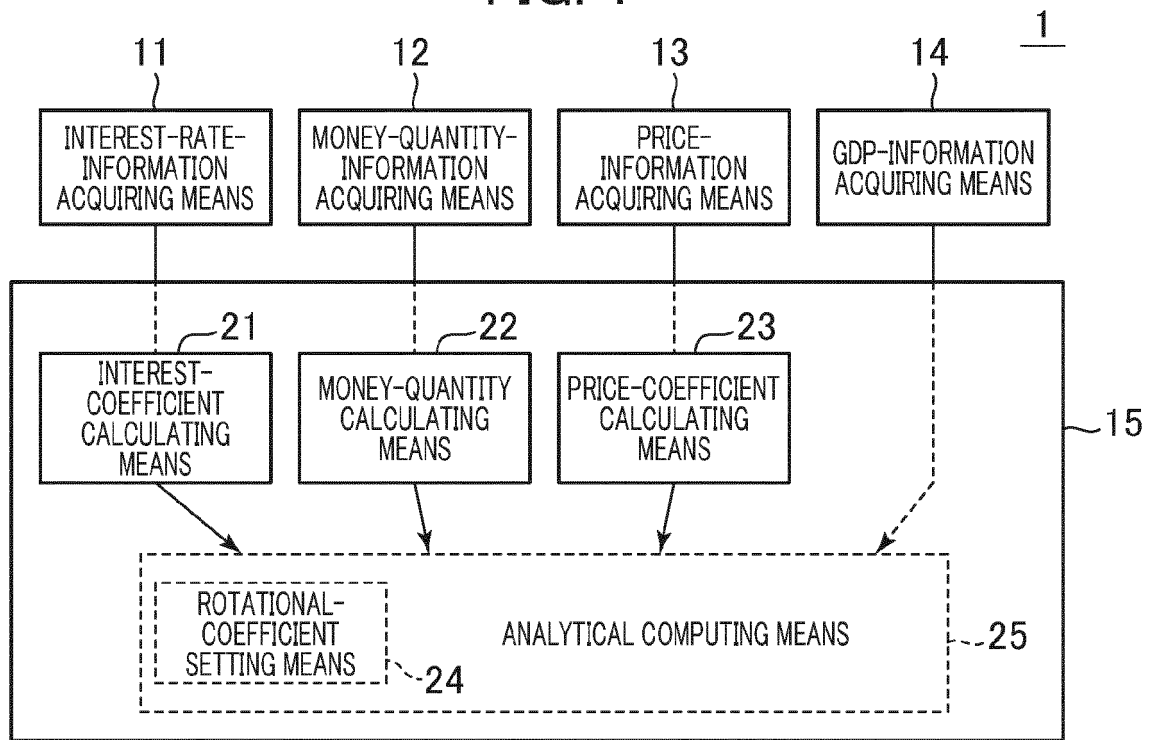 1
11 12 13 14
INTEREST-RATE-
INFORMATION
ACQUIRING MEANS
MONEY-QUANTITY-
INFORMATION
ACQUIRING MEANS
PRICE-
INFORMATION
ACQUIRING MEANS
GDP-INFORMATION
ACQUIRING MEANS
21 22 23
INTEREST-
COEFFICIENT
CALCULATING
MEANS
MONEY-QUANTITY
CALCULATING
MEANS
PRICE-COEFFICIENT
CALCULATING
MEANS
15
ROTATIONAL-
COEFFICIENT
SETTING MEANS
24
ANALYTICAL COMPUTING MEANS
25